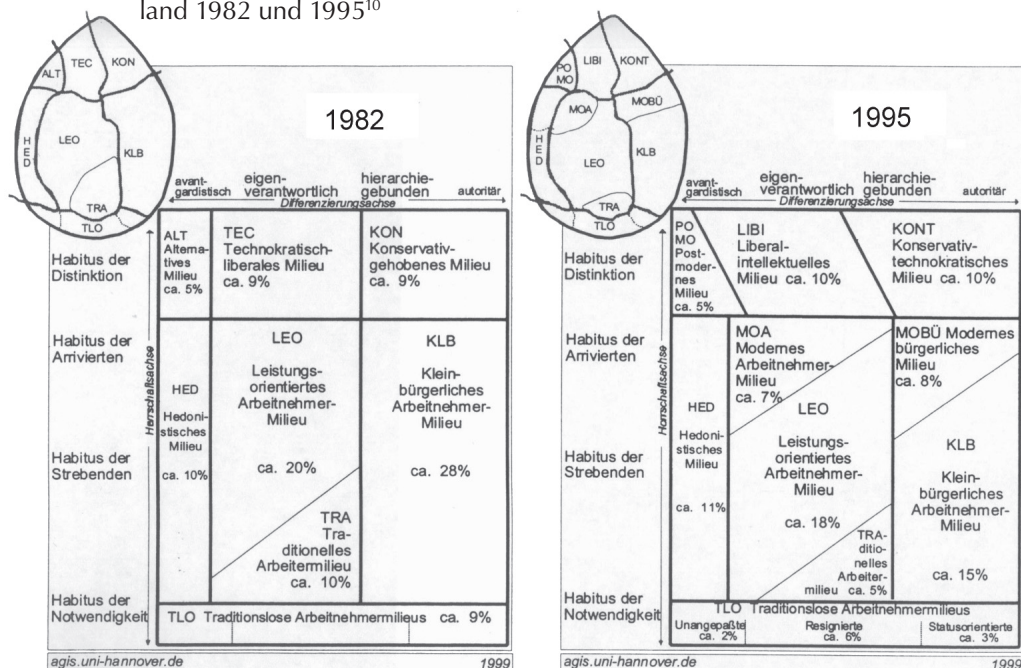 land 1982 und 1995¹⁰
ALT
TEC
KON
HED
LEO
KLB
TRA
TLO
1982
avant-
gardistisch
eigen-
verantwortlich
hierarchie-
gebunden
autoritär
Differenzierungsachse
Herrschaftsachse
Habitus der
Distinktion
Habitus der
Arrivierten
Habitus der
Strebenden
Habitus der
Notwendigkeit
ALT
Alterna-
tives
Milieu
ca. 5%
TEC
Technokratisch-
liberales Milieu
ca. 9%
KON
Konservativ-
gehobenes Milieu
ca. 9%
HED
Hedoni-
stisches
Milieu
ca. 10%
LEO
Leistungs-
orientiertes
Arbeitnehmer-
Milieu
ca. 20%
KLB
Klein-
bürgerliches
Arbeitnehmer-
Milieu
ca. 28%
TRA
Tra-
ditionelles
Arbeitermilieu
ca. 10%
TLO Traditionslose Arbeitnehmermilieus ca. 9%
agis.uni-hannover.de
1999
PO
MO
LIBI
KONT
MOA
MOBÜ
HED
LEO
KLB
TRA
TLO
1995
avant-
gardistisch
eigen-
verantwortlich
hierarchie-
gebunden
autoritär
Differenzierungsachse
Herrschaftsachse
Habitus der
Distinktion
Habitus der
Arrivierten
Habitus der
Strebenden
Habitus der
Notwendigkeit
PO
MO
Post-
moder-
nes
Milieu
ca. 5%
LIBI
Liberal-
intellektuelles
Milieu ca. 10%
KONT
Konservativ-
technokratisches
Milieu ca. 10%
MOA
Modernes
Arbeitnehmer-
Milieu
ca. 7%
MOBÜ Modernes
bürgerliches
Milieu
ca. 8%
HED
Hedoni-
stisches
Milieu
ca. 11%
LEO
Leistungs-
orientiertes
Arbeitnehmer-
Milieu
ca. 18%
KLB
Klein-
bürgerliches
Arbeitnehmer-
Milieu
ca. 15%
TRA-
ditio-
nelles
Arbeiter-
milieu ca. 5%
TLO Traditionslose Arbeitnehmermilieus
Unangepaßte
ca. 2%
Resignierte
ca. 6%
Statusorientierte
ca. 3%
agis.uni-hannover.de